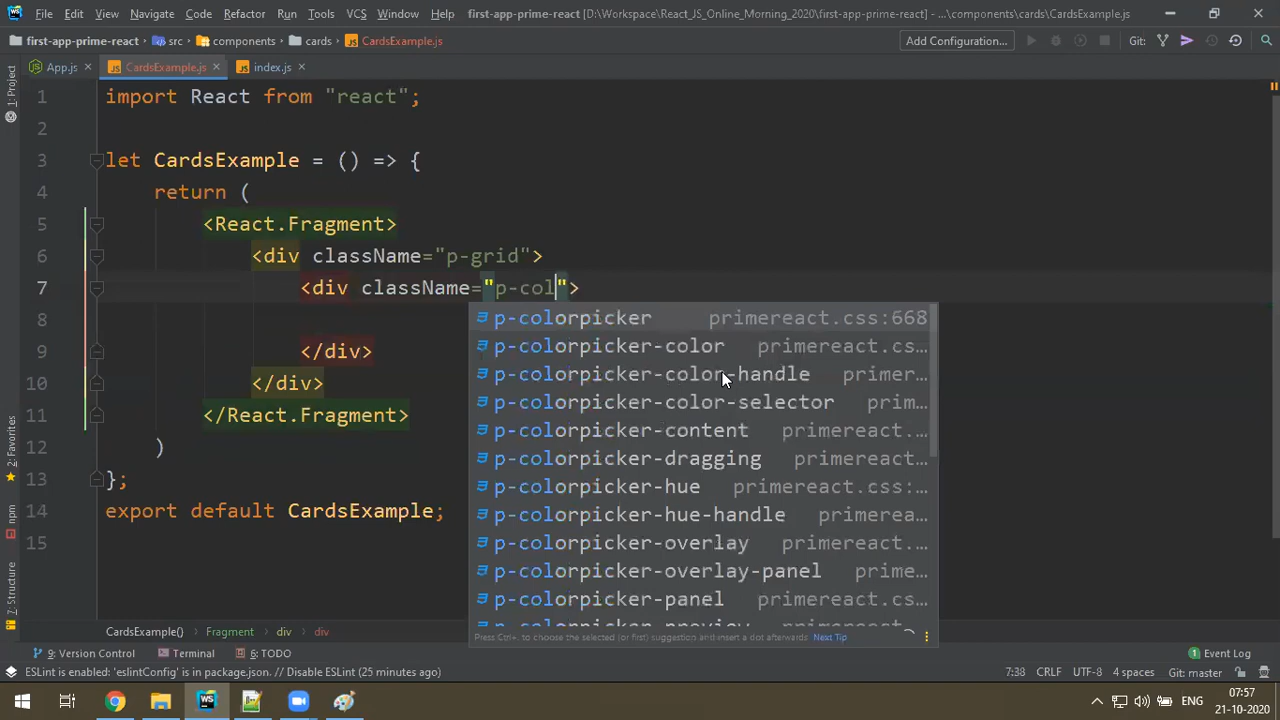 File Edit View Navigate Code Refactor Run Tools VCS Window Help first-app-prime-react [D:\Workspace\React_JS_Online_Morning_2020\first-app-prime-react] - ...\components\cards\CardsExample.js
first-app-prime-react src components cards CardsExample.js Add Configuration... Git:
App.js CardsExample.js index.js
1 import React from "react";
2
3 let CardsExample = () => {
4 return (
5 <React.Fragment>
6 <div className="p-grid">
7 <div className="p-col">
8
9 </div>
10 </div>
11 </React.Fragment>
12 )
13 };
14 export default CardsExample;
15
p-colorpicker primereact.css:668
p-colorpicker-color primereact.cs...
p-colorpicker-color-handle primer...
p-colorpicker-color-selector prim...
p-colorpicker-content primereact....
p-colorpicker-dragging primereact....
p-colorpicker-hue primereact.css:...
p-colorpicker-hue-handle primerea...
p-colorpicker-overlay primereact....
p-colorpicker-overlay-panel prime...
p-colorpicker-panel primereact.cs...
p-colorpicker-preview primereact....
Press Ctrl+. to choose the selected (or first) suggestion and insert a dot afterwards Next Tip
1: Project
2: Favorites
npm
7: Structure
CardsExample() Fragment div div
9: Version Control Terminal 6: TODO 1 Event Log
ESLint is enabled: 'eslintConfig' is in package.json. // Disable ESLint (25 minutes ago) 7:38 CRLF UTF-8 4 spaces Git: master
ENG 07:57
21-10-2020